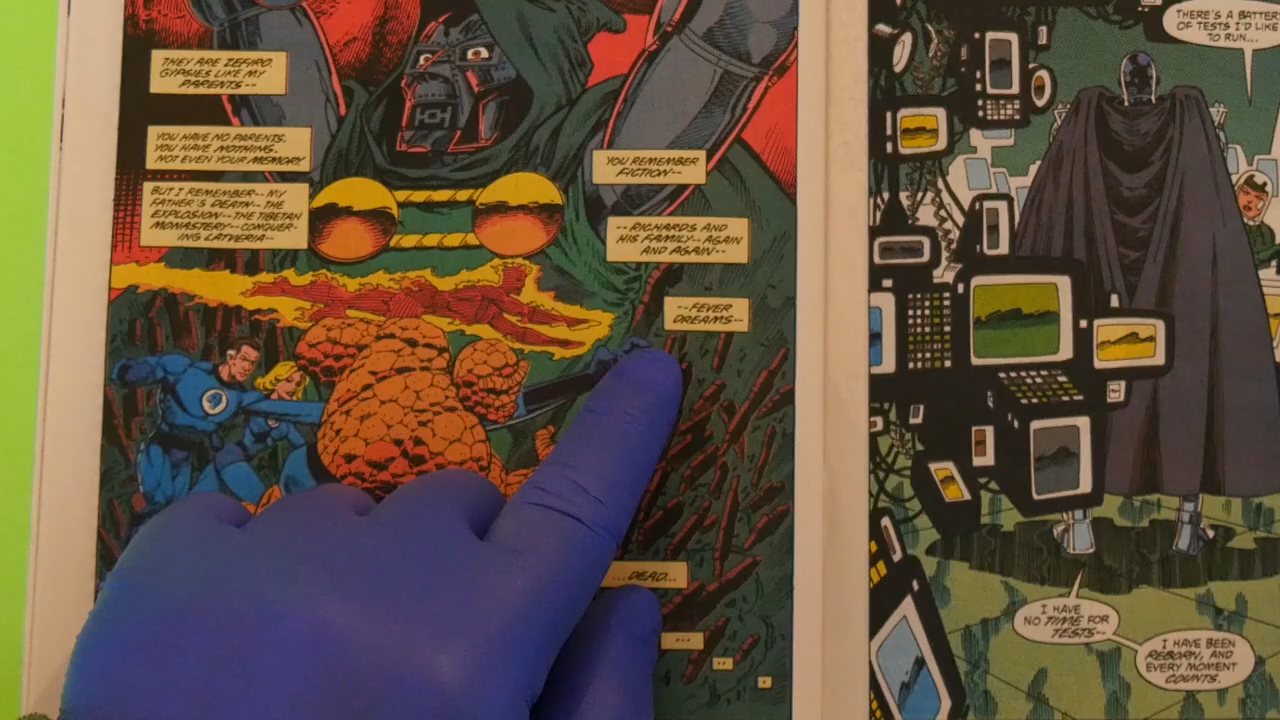 THEY ARE ZEFIRO.
GYPSIES LIKE MY
PARENTS--
YOU HAVE NO PARENTS.
YOU HAVE NOTHING.
NOT EVEN YOUR MEMORY!
BUT I REMEMBER--MY
FATHER'S DEATH--THE
EXPLOSION--THE TIBETAN
MONASTERY--CONQUER-
ING LATVERIA--
YOU REMEMBER
FICTION--
--RICHARDS AND
HIS FAMILY--AGAIN
AND AGAIN--
--FEVER
DREAMS--
...DEAD...
...
..
.
THERE'S A BATTER
OF TESTS I'D LIKE
TO RUN...
I HAVE
NO TIME FOR
TESTS--
I HAVE BEEN
REBORN, AND
EVERY MOMENT
COUNTS.